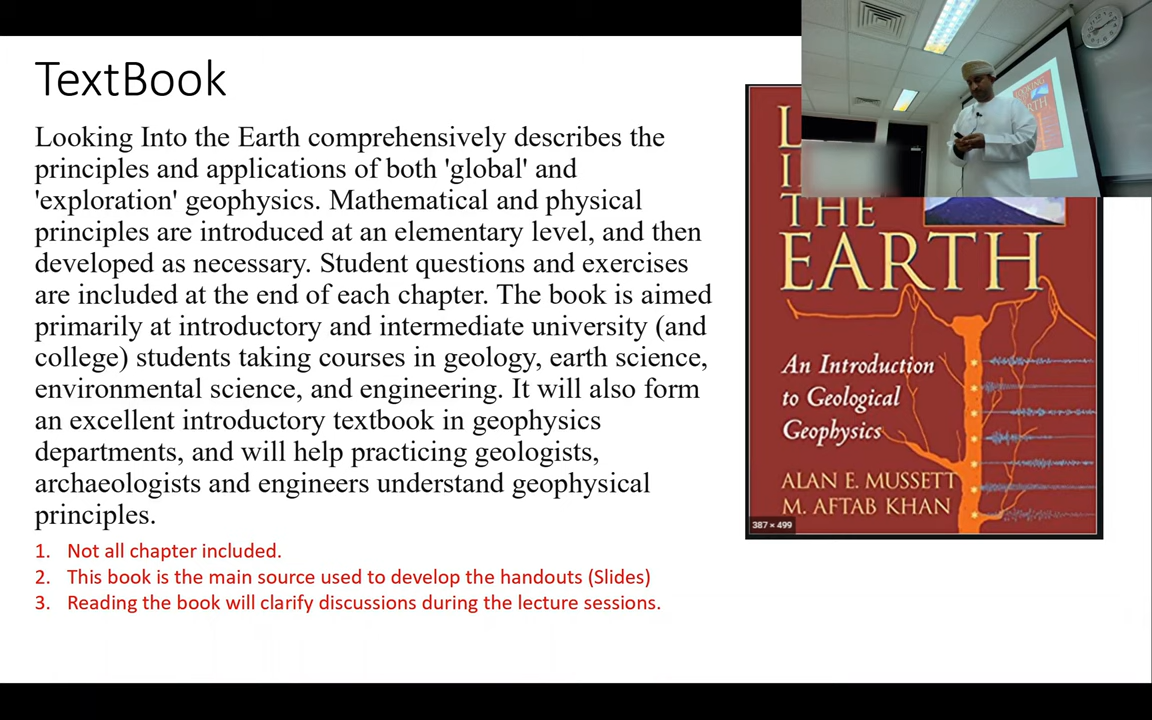 TextBook
Looking Into the Earth comprehensively describes the
principles and applications of both 'global' and
'exploration' geophysics. Mathematical and physical
principles are introduced at an elementary level, and then
developed as necessary. Student questions and exercises
are included at the end of each chapter. The book is aimed
primarily at introductory and intermediate university (and
college) students taking courses in geology, earth science,
environmental science, and engineering. It will also form
an excellent introductory textbook in geophysics
departments, and will help practicing geologists,
archaeologists and engineers understand geophysical
principles.
1. Not all chapter included.
2. This book is the main source used to develop the handouts (Slides)
3. Reading the book will clarify discussions during the lecture sessions.
THE
EARTH
An Introduction
to Geological
Geophysics
ALAN E. MUSSETT
M. AFTAB KHAN
387 × 499